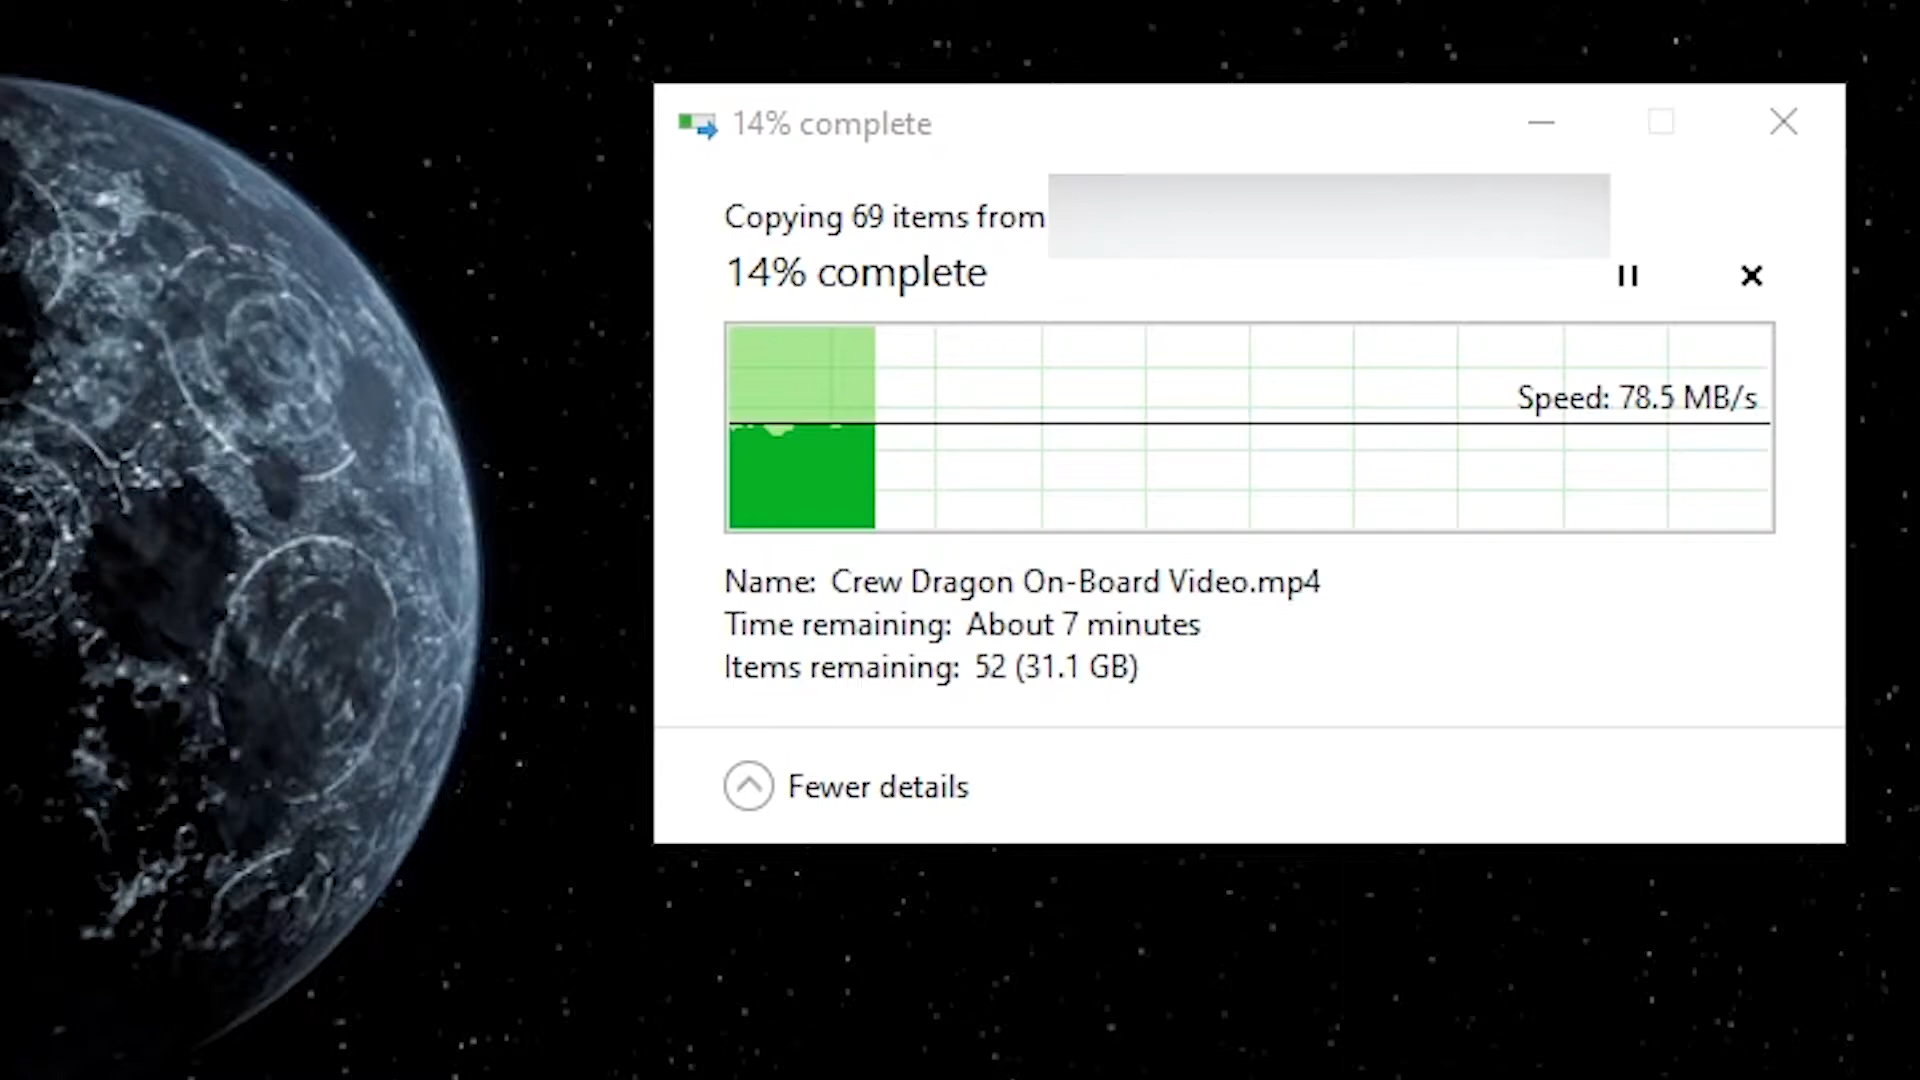 14% complete
Copying 69 items from
14% complete
Speed: 78.5 MB/s
Name: Crew Dragon On-Board Video.mp4
Time remaining: About 7 minutes
Items remaining: 52 (31.1 GB)
Fewer details